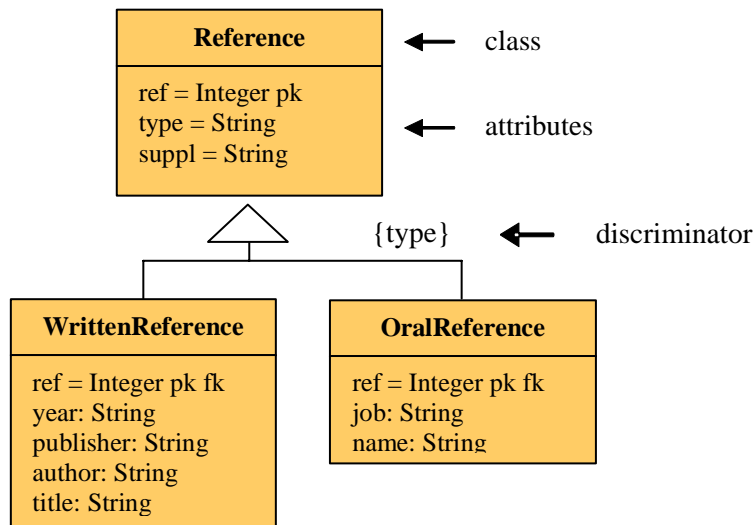 Reference
class
ref = Integer pk
type = String
attributes
suppl = String
{type}
discriminator
WrittenReference
ref = Integer pk fk
year: String
publisher: String
author: String
title: String
OralReference
ref = Integer pk fk
job: String
name: String